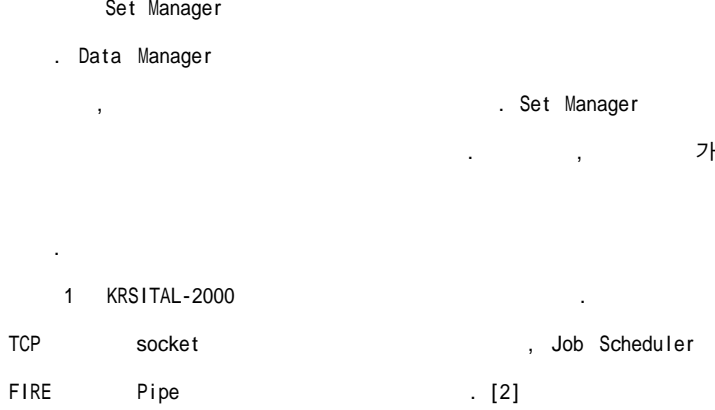 Set Manager
. Data Manager
, . Set Manager
. , 가
.
1 KRSITAL-2000 .
TCP socket , Job Scheduler
FIRE Pipe . [2]